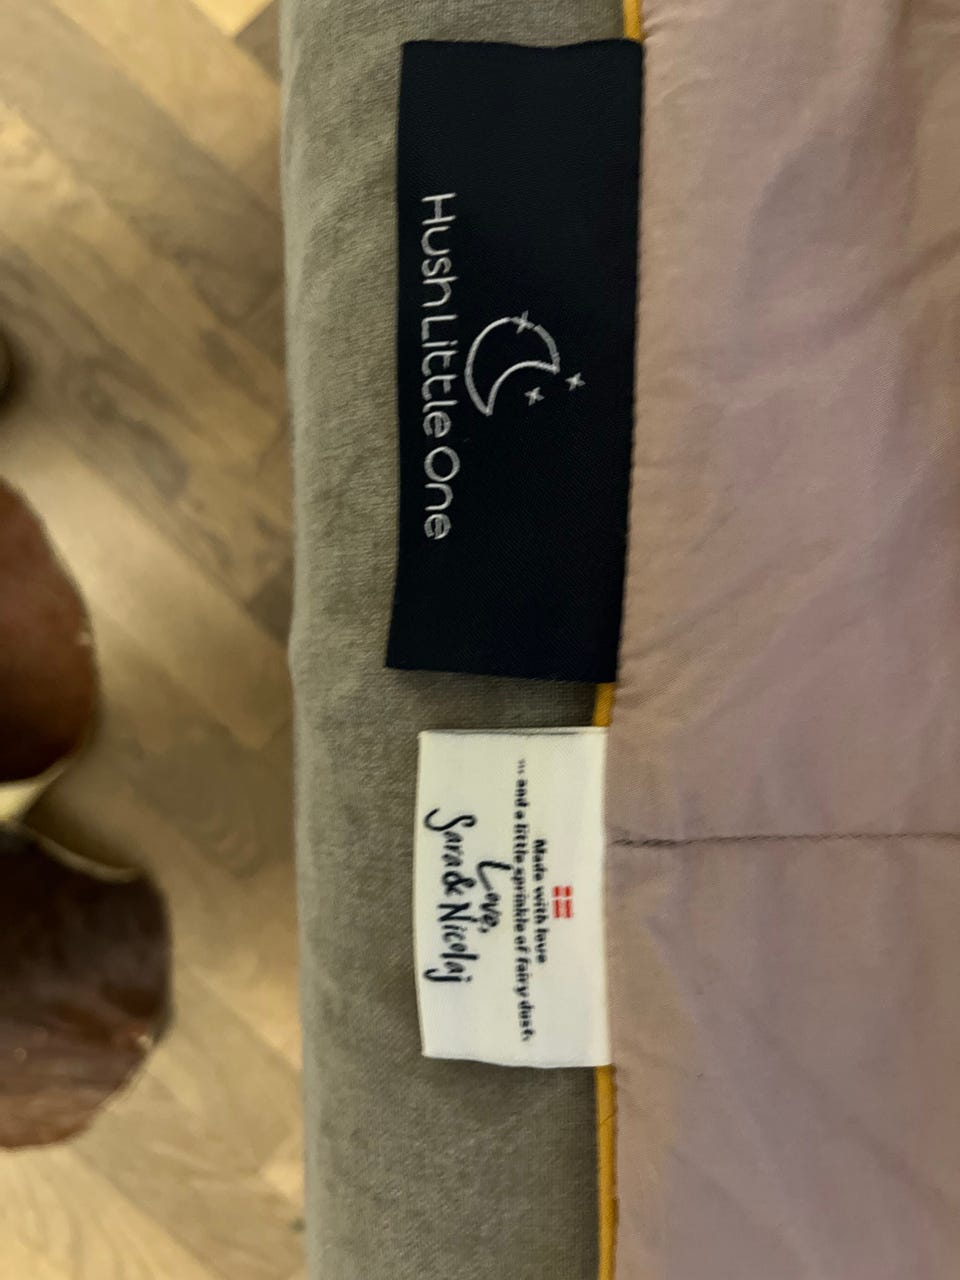 Hush Little One
Made with love
... and a little sprinkle of fairy dust.
Love,
Sara & Nicolaj